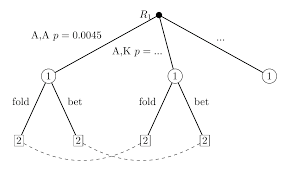 R₁
A,A p = 0.0045
...
A,K p = ...
1 1 1
fold bet fold bet
2 2 2 2